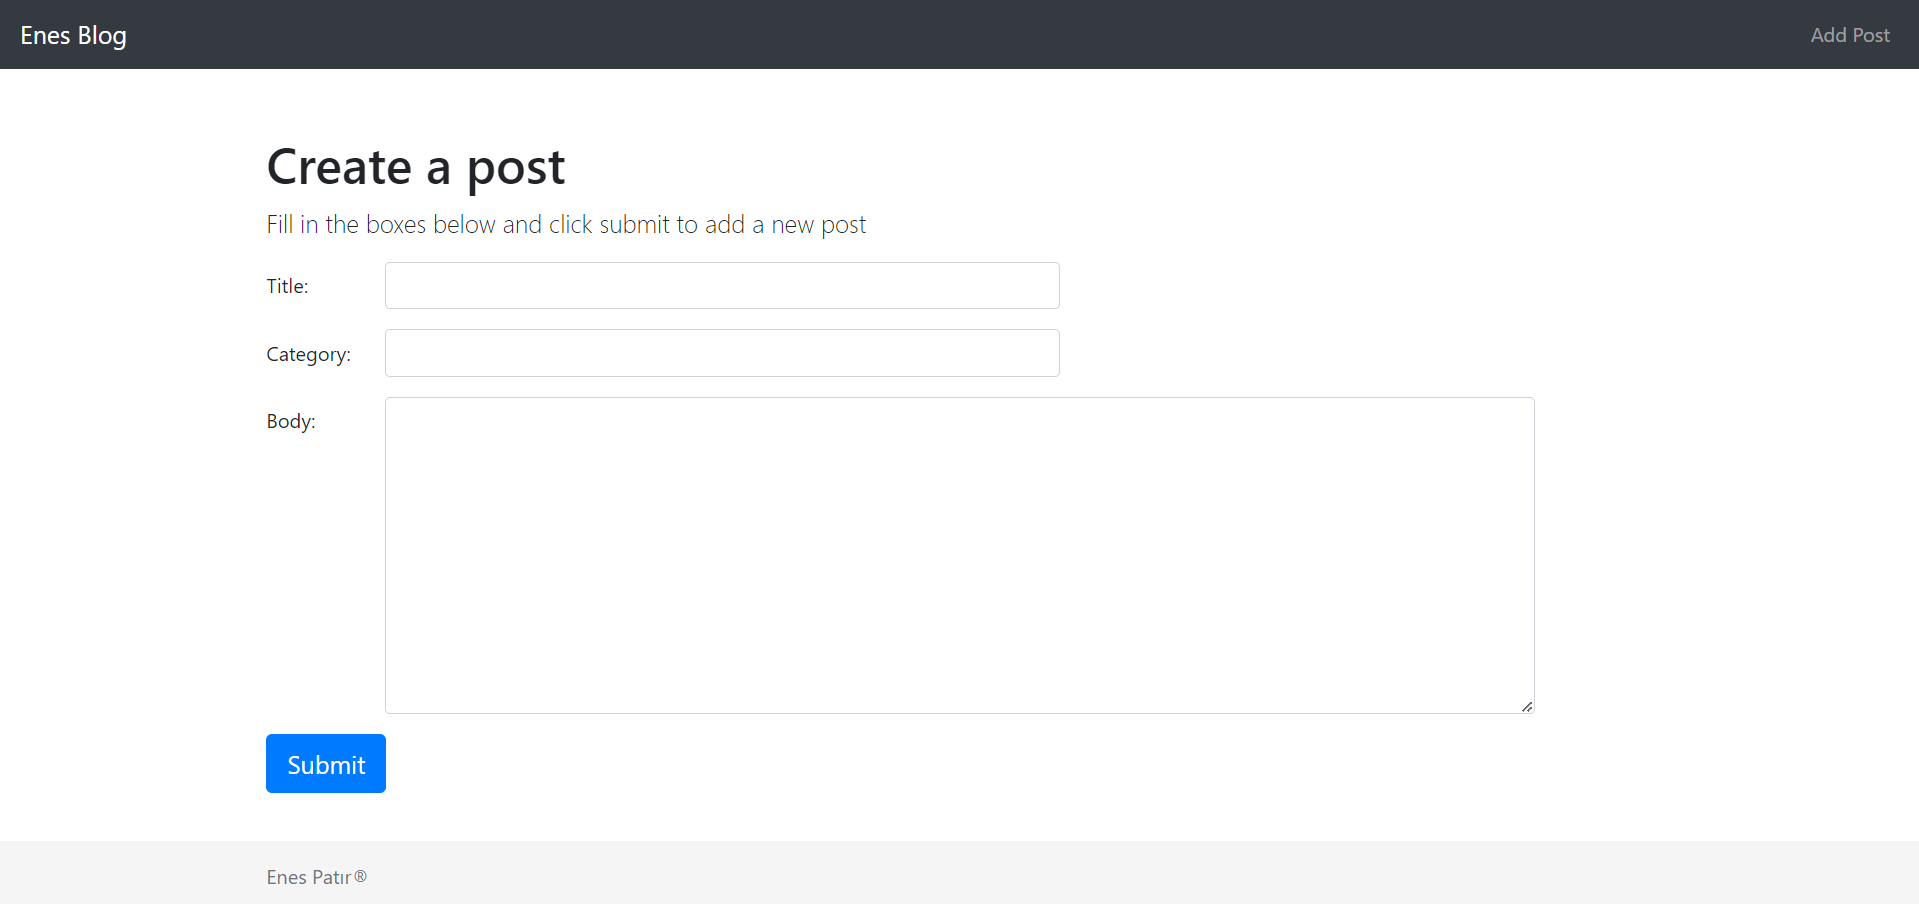 Enes Blog
Add Post
Create a post
Fill in the boxes below and click submit to add a new post
Title:
Category:
Body:
Submit
Enes Patır®